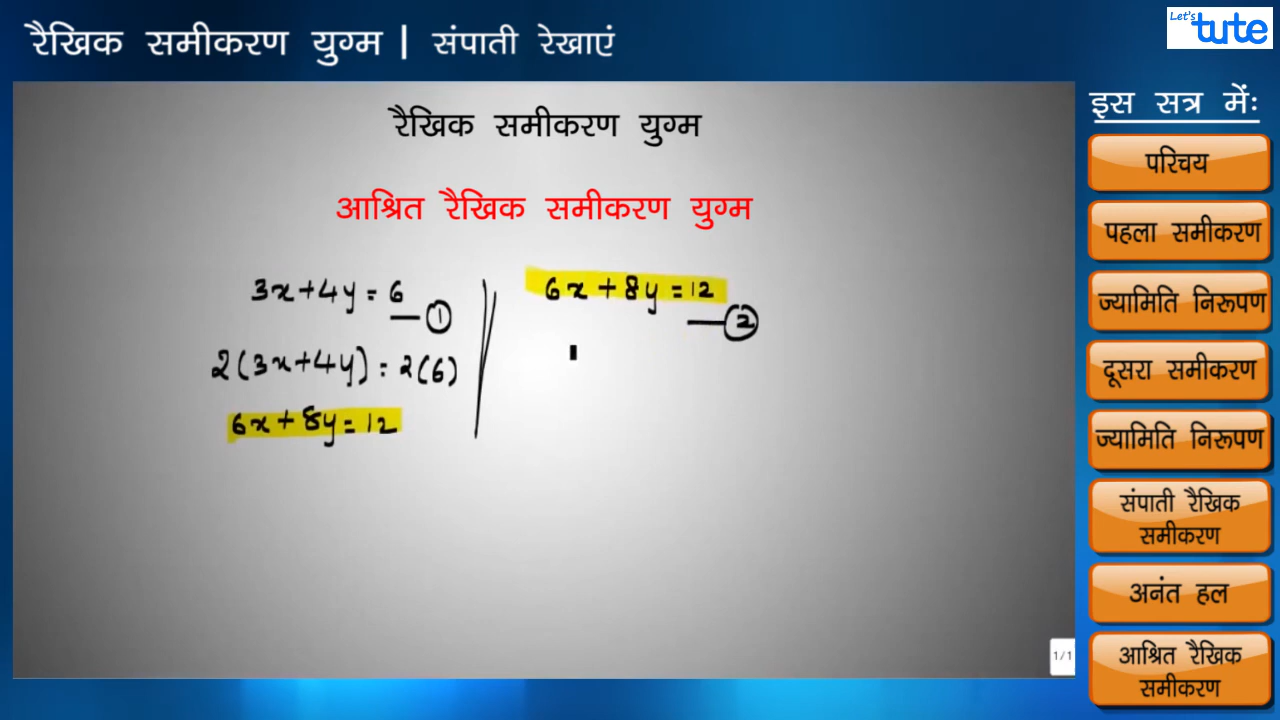 रैखिक समीकरण युग्म | संपाती रेखाएं
Let's tute
रैखिक समीकरण युग्म
आश्रित रैखिक समीकरण युग्म
3x+4y=6 —①
2(3x+4y)=2(6)
6x+8y=12
6x+8y=12 —②
1/1
इस सत्र में:
परिचय
पहला समीकरण
ज्यामिति निरूपण
दूसरा समीकरण
ज्यामिति निरूपण
संपाती रैखिक
समीकरण
अनंत हल
आश्रित रैखिक
समीकरण